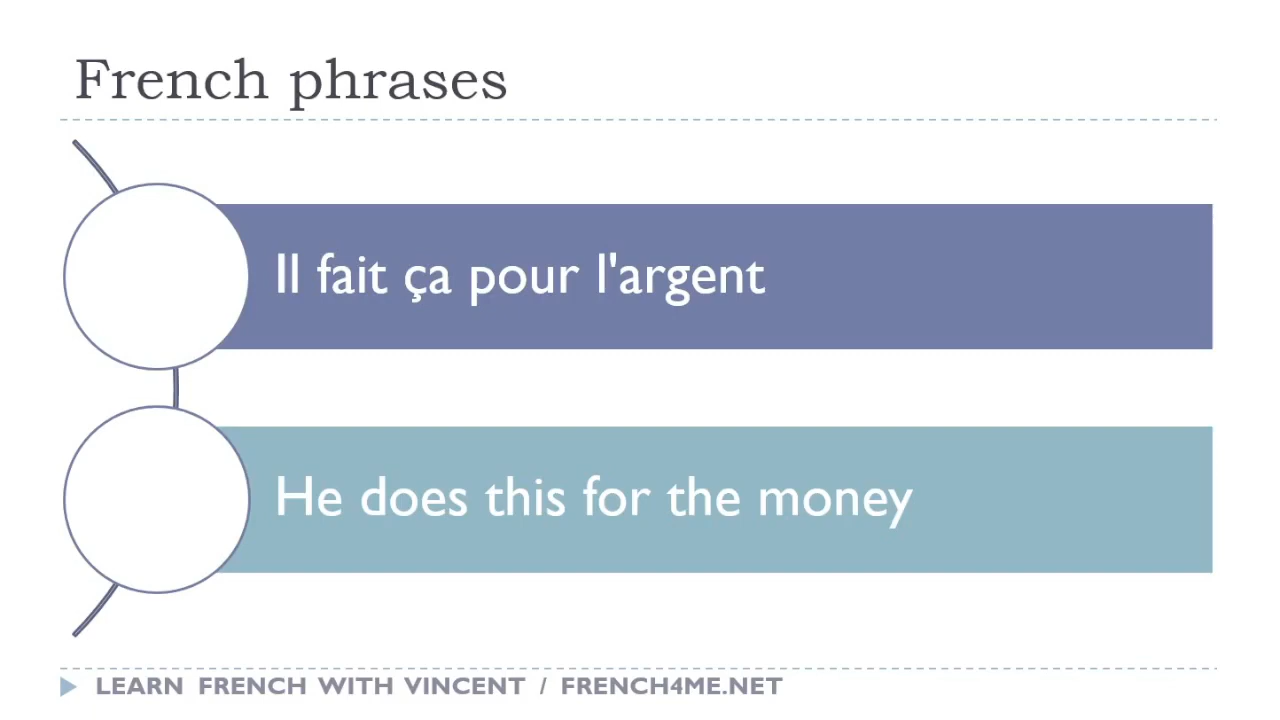 French phrases
Il fait ça pour l'argent
He does this for the money
LEARN FRENCH WITH VINCENT / FRENCH4ME.NET